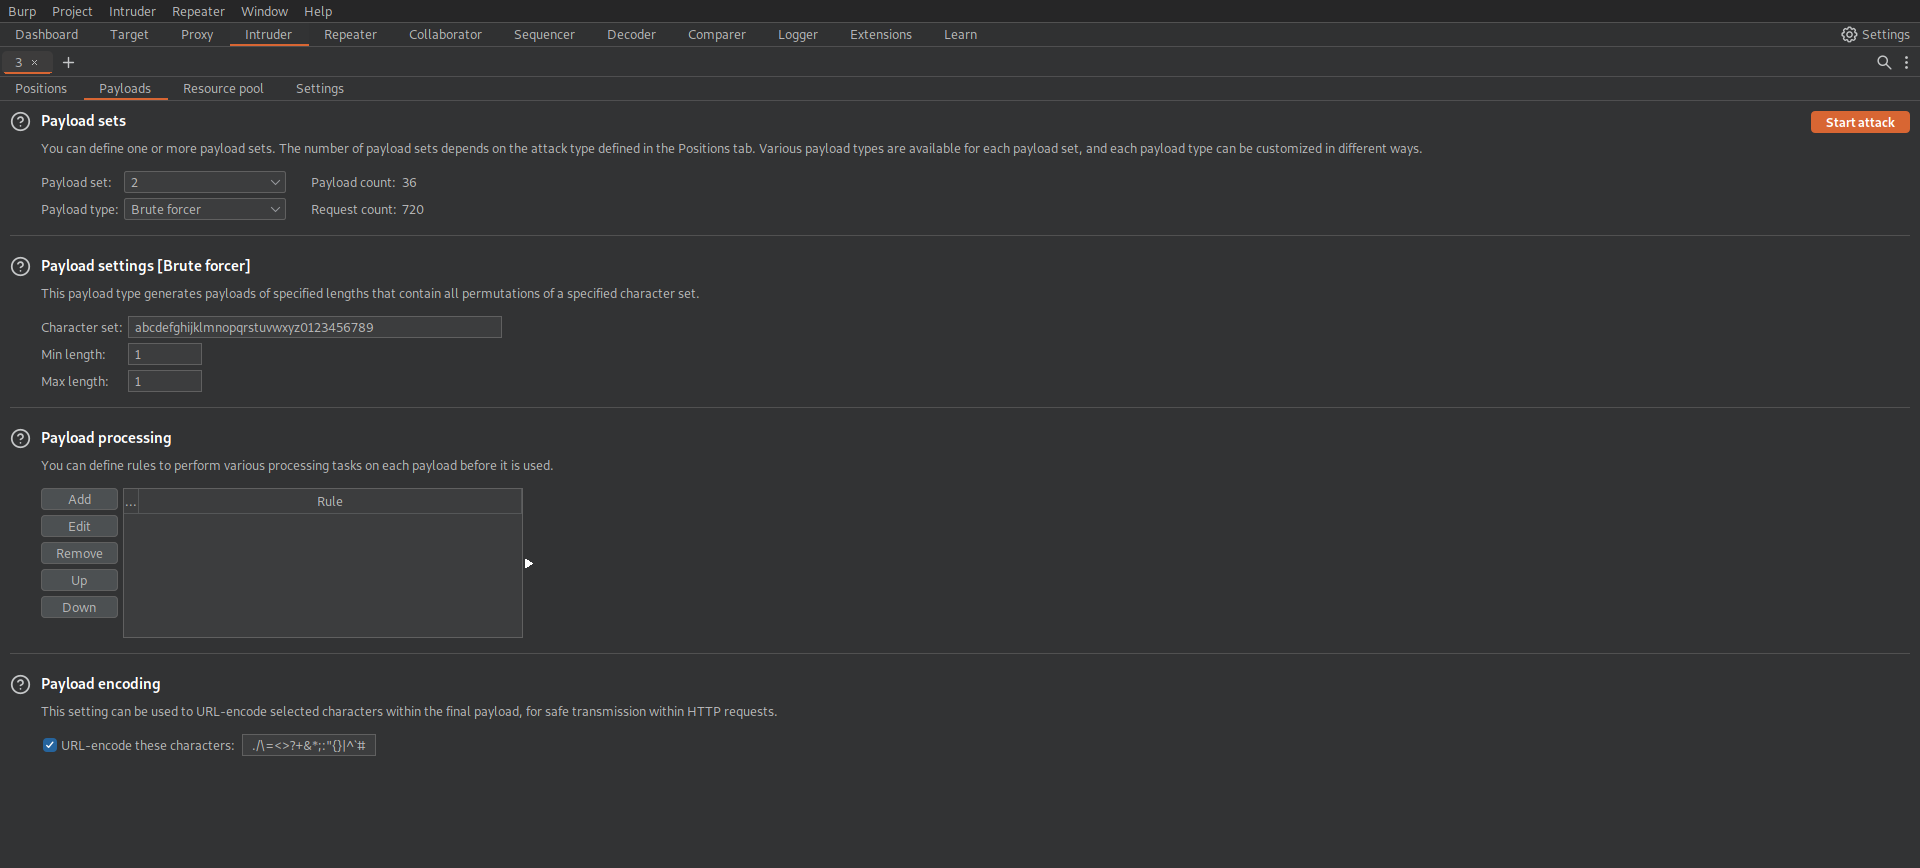 Burp Project Intruder Repeater Window Help
Dashboard Target Proxy Intruder Repeater Collaborator Sequencer Decoder Comparer Logger Extensions Learn Settings
3 × +
Positions Payloads Resource pool Settings
? Payload sets Start attack
You can define one or more payload sets. The number of payload sets depends on the attack type defined in the Positions tab. Various payload types are available for each payload set, and each payload type can be customized in different ways.
Payload set: 2 Payload count: 36
Payload type: Brute forcer Request count: 720
? Payload settings [Brute forcer]
This payload type generates payloads of specified lengths that contain all permutations of a specified character set.
Character set: abcdefghijklmnopqrstuvwxyz0123456789
Min length: 1
Max length: 1
? Payload processing
You can define rules to perform various processing tasks on each payload before it is used.
Add ... Rule
Edit
Remove
Up
Down
? Payload encoding
This setting can be used to URL-encode selected characters within the final payload, for safe transmission within HTTP requests.
URL-encode these characters: ./\=<>?+&*;:"{}|^`#